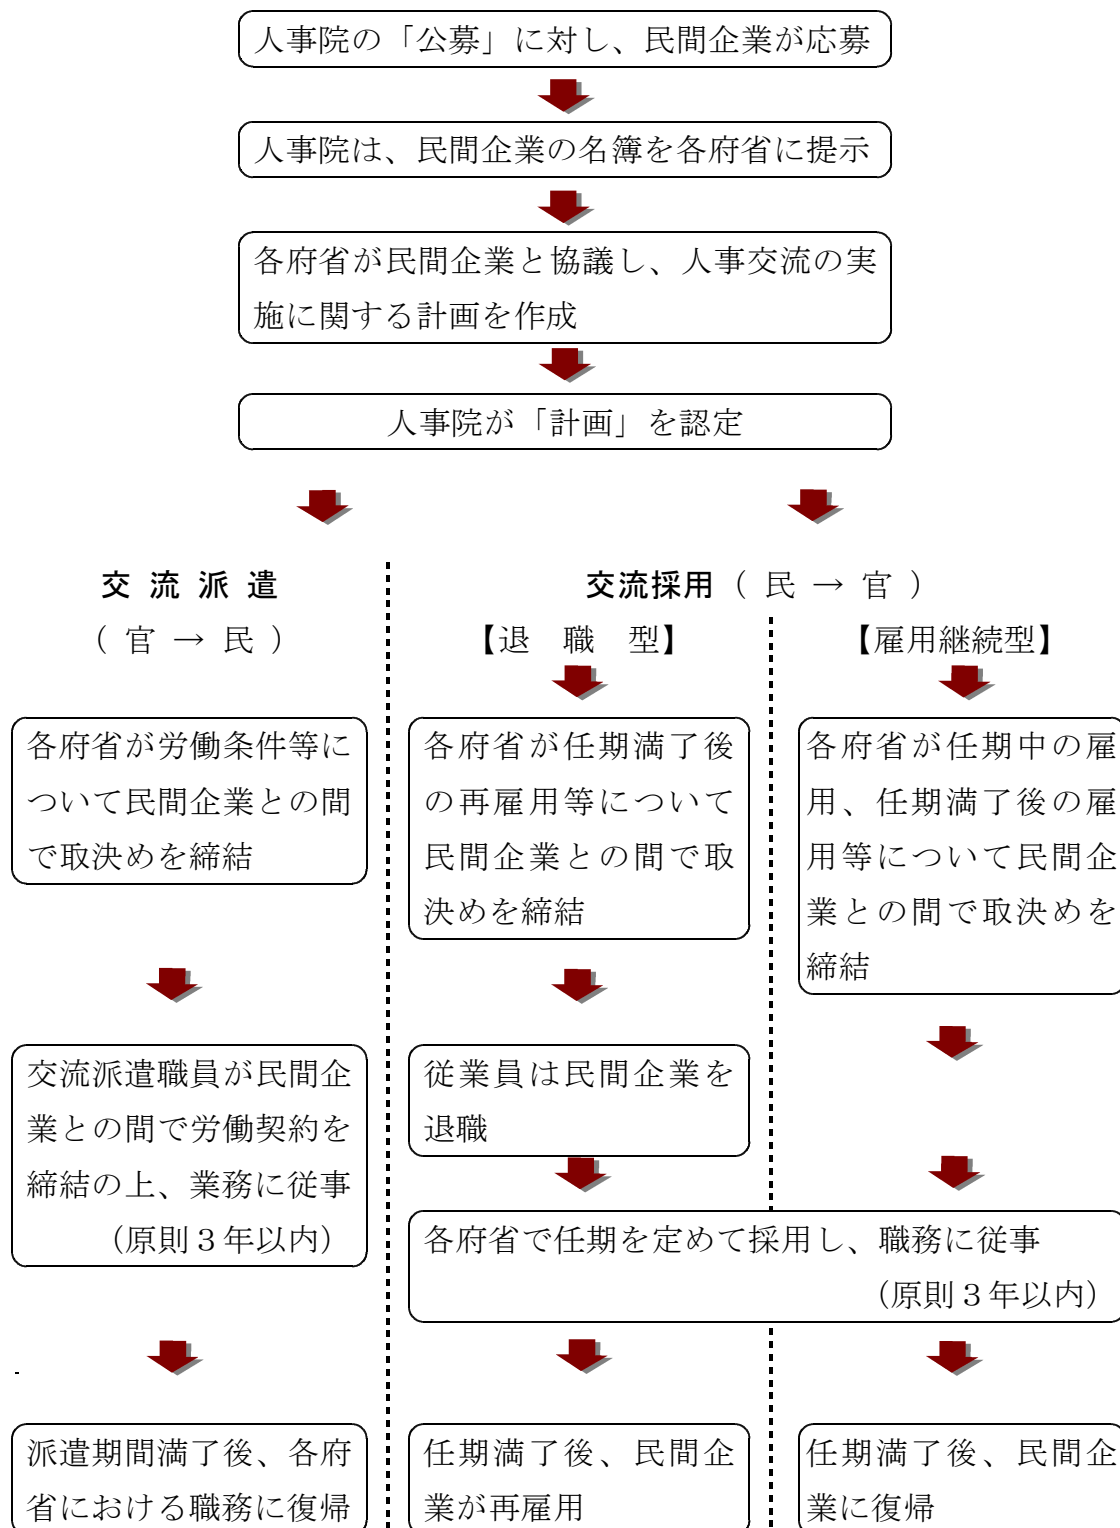 人事院の「公募」に対し、民間企業が応募
人事院は、民間企業の名簿を各府省に提示
各府省が民間企業と協議し、人事交流の実
施に関する計画を作成
人事院が「計画」を認定
交 流 派 遣
（ 官 → 民 ）
交流採用（ 民 → 官 ）
【退　職　型】
【雇用継続型】
各府省が労働条件等に
ついて民間企業との間
で取決めを締結
各府省が任期満了後
の再雇用等について
民間企業との間で取
決めを締結
各府省が任期中の雇
用、任期満了後の雇
用等について民間企
業との間で取決めを
締結
交流派遣職員が民間企
業との間で労働契約を
締結の上、業務に従事
（原則３年以内）
従業員は民間企業を
退職
各府省で任期を定めて採用し、職務に従事
（原則３年以内）
派遣期間満了後、各府
省における職務に復帰
任期満了後、民間企
業が再雇用
任期満了後、民間企
業に復帰